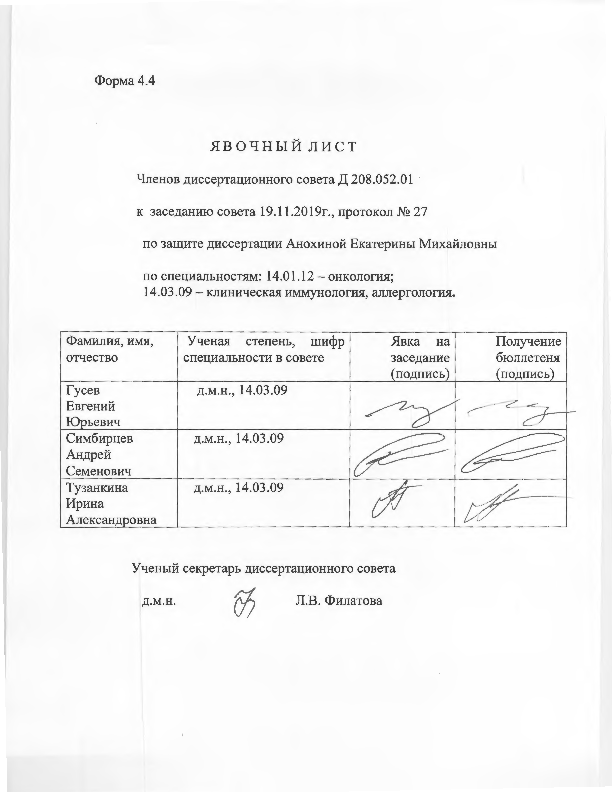 Форма 4.4
ЯВОЧНЫЙ ЛИСТ
Членов диссертационного совета Д 208.052.01
к заседанию совета 19.11.2019г., протокол № 27
по защите диссертации Анохиной Екатерины Михайловны
по специальностям: 14.01.12 – онкология;
14.03.09 – клиническая иммунология, аллергология.
Фамилия, имя, отчество
Ученая степень, шифр специальности в совете
Явка на заседание (подпись)
Получение бюллетеня (подпись)
Гусев
Евгений
Юрьевич
д.м.н., 14.03.09
Симбирцев
Андрей
Семенович
д.м.н., 14.03.09
Тузанкина
Ирина
Александровна
д.м.н., 14.03.09
Ученый секретарь диссертационного совета
д.м.н. Л.В. Филатова